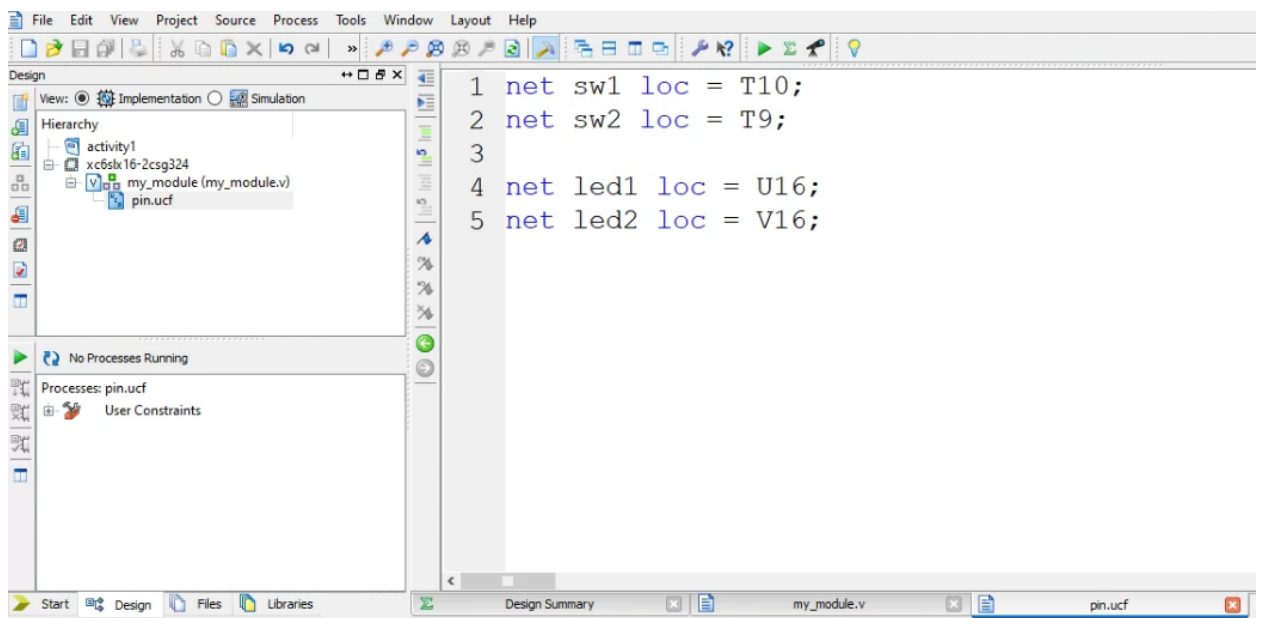 File Edit View Project Source Process Tools Window Layout Help
Design
View: Implementation Simulation
Hierarchy
activity1
xc6slx16-2csg324
my_module (my_module.v)
pin.ucf
No Processes Running
Processes: pin.ucf
User Constraints
Start Design Files Libraries
1 net sw1 loc = T10;
2 net sw2 loc = T9;
3
4 net led1 loc = U16;
5 net led2 loc = V16;
Design Summary my_module.v pin.ucf